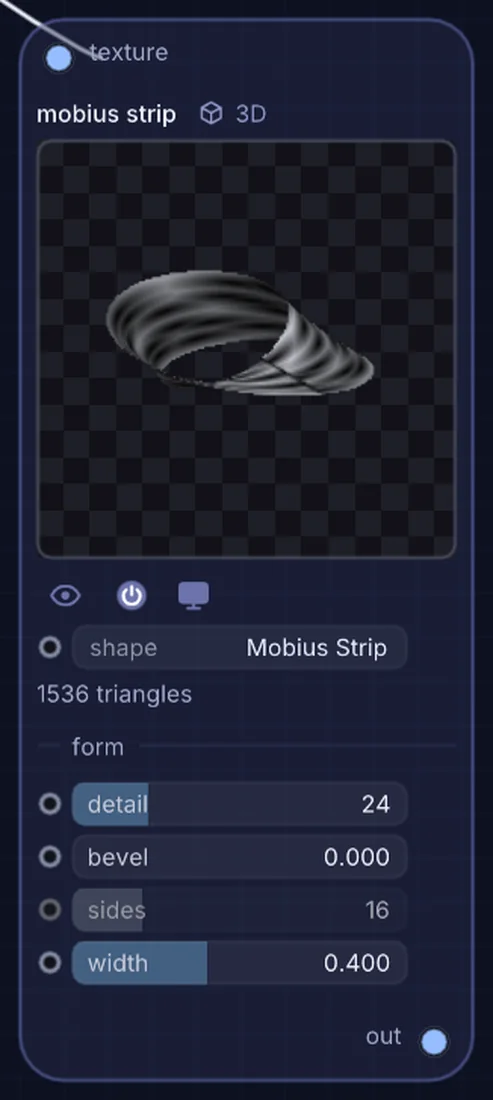 texture
mobius strip 3D
shape Mobius Strip
1536 triangles
form
detail 24
bevel 0.000
sides 16
width 0.400
out